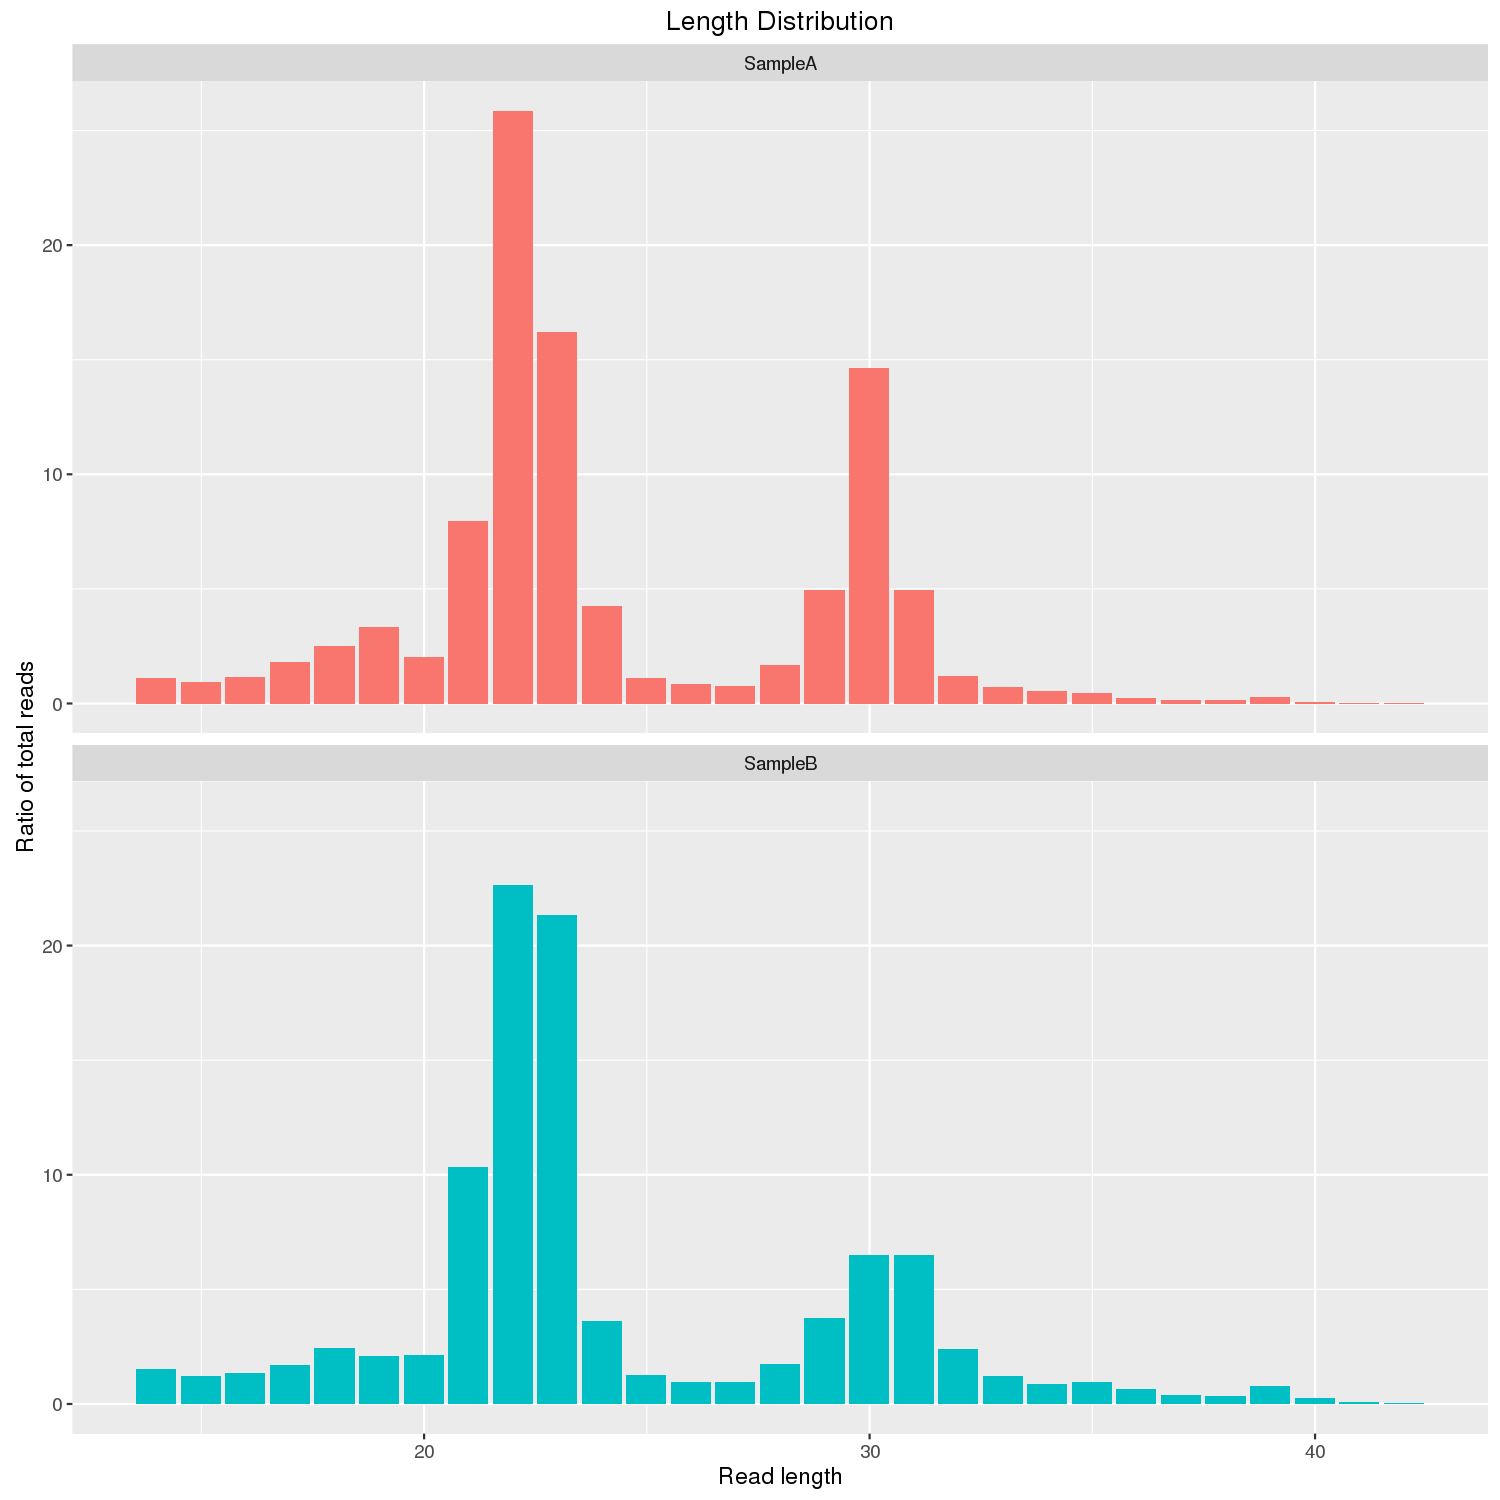 Length Distribution
SampleA
20
10
0
SampleB
20
10
0
20 30 40
Read length
Ratio of total reads